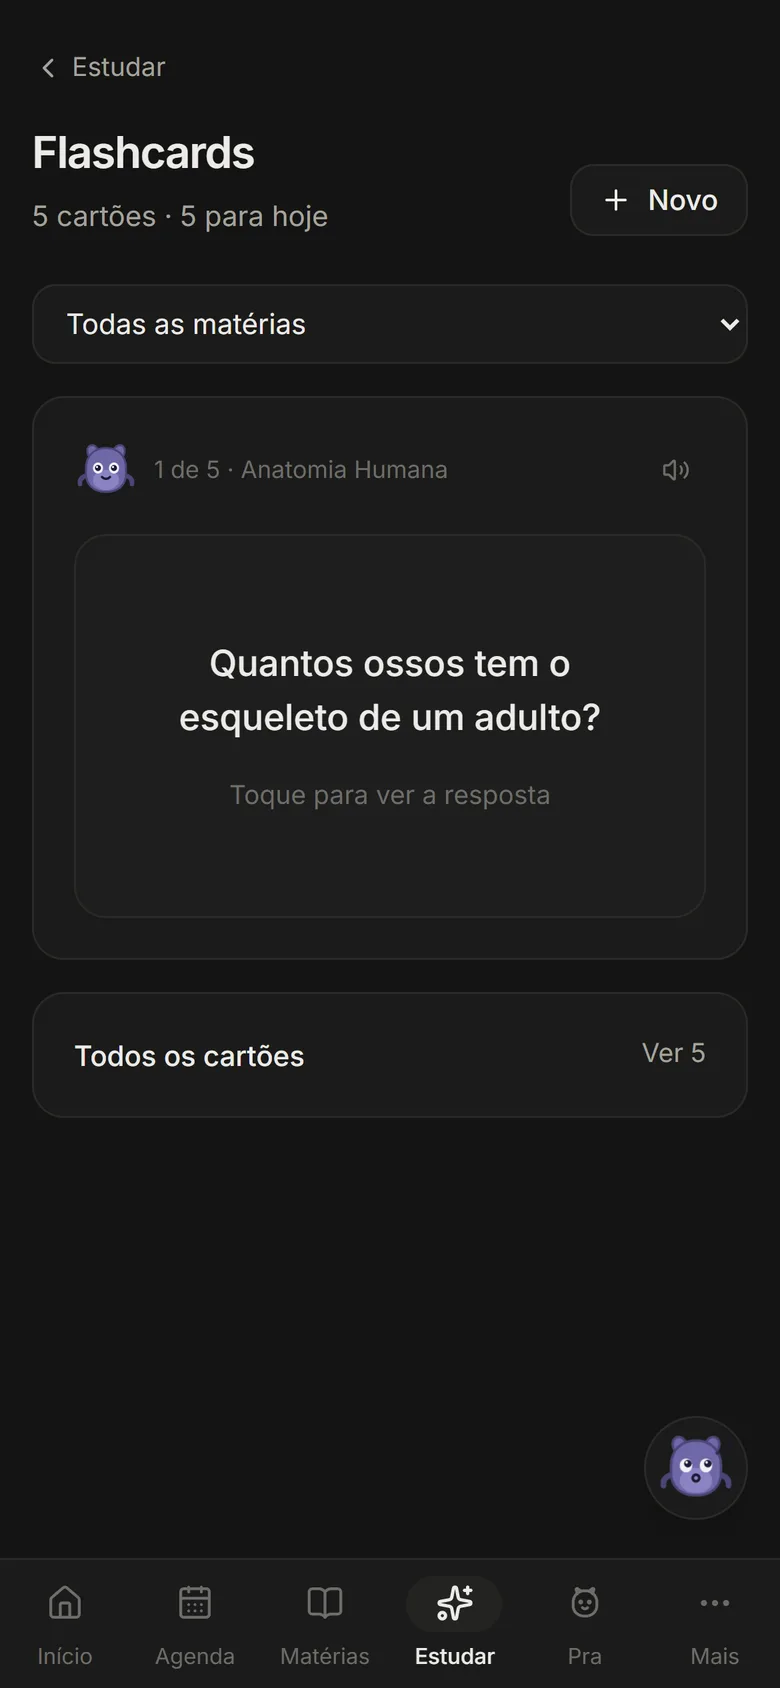 Estudar
Flashcards
5 cartões · 5 para hoje
Novo
Todas as matérias
1 de 5 · Anatomia Humana
Quantos ossos tem o
esqueleto de um adulto?
Toque para ver a resposta
Todos os cartões
Ver 5
Início
Agenda
Matérias
Estudar
Pra
Mais